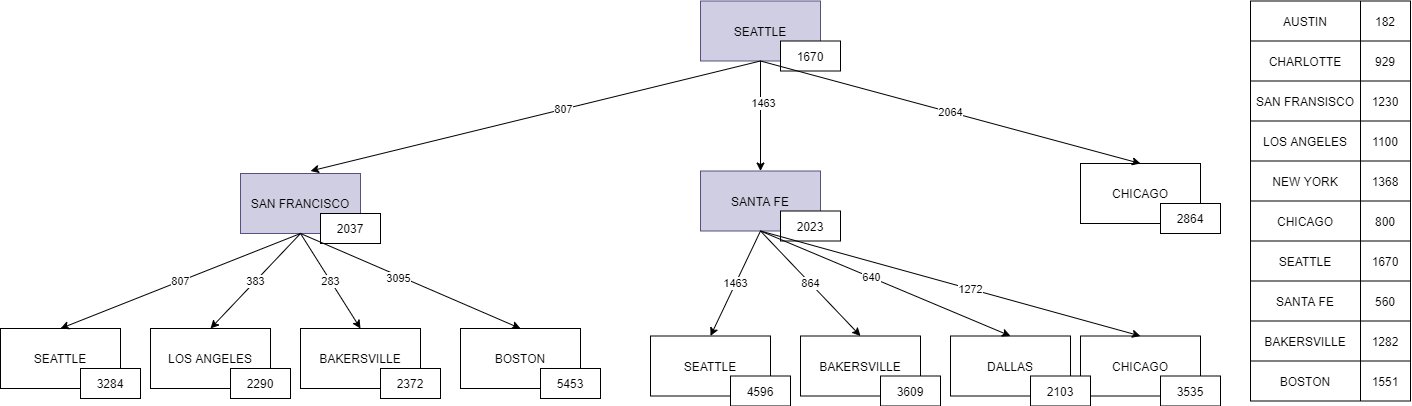 SEATTLE
1670
807
1463
2064
SAN FRANCISCO
2037
SANTA FE
2023
CHICAGO
2864
807
383
283
3095
1463
864
640
1272
SEATTLE
3284
LOS ANGELES
2290
BAKERSVILLE
2372
BOSTON
5453
SEATTLE
4596
BAKERSVILLE
3609
DALLAS
2103
CHICAGO
3535
AUSTIN 182
CHARLOTTE 929
SAN FRANSISCO 1230
LOS ANGELES 1100
NEW YORK 1368
CHICAGO 800
SEATTLE 1670
SANTA FE 560
BAKERSVILLE 1282
BOSTON 1551